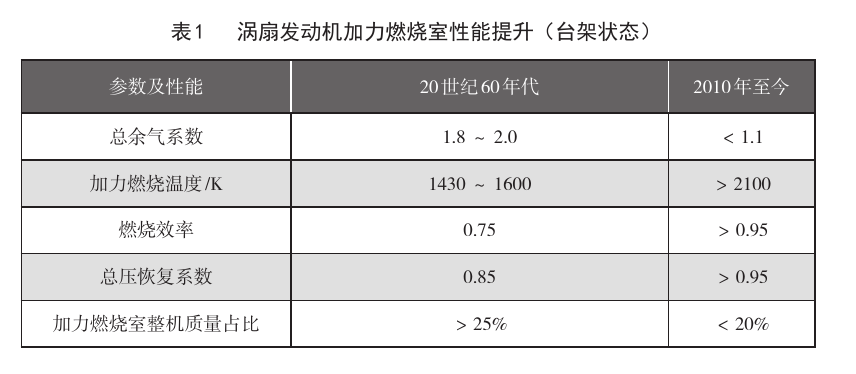 表1 涡扇发动机加力燃烧室性能提升（台架状态）
参数及性能 20世纪60年代 2010年至今
总余气系数 1.8 ~ 2.0 < 1.1
加力燃烧温度/K 1430 ~ 1600 > 2100
燃烧效率 0.75 > 0.95
总压恢复系数 0.85 > 0.95
加力燃烧室整机质量占比 > 25% < 20%